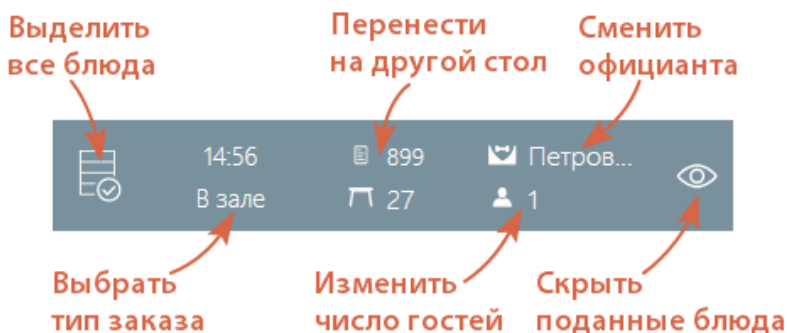 Выделить
все блюда
Перенести
на другой стол
Сменить
официанта
14:56
899
Петров...
В зале
27
1
Выбрать
тип заказа
Изменить
число гостей
Скрыть
поданные блюда